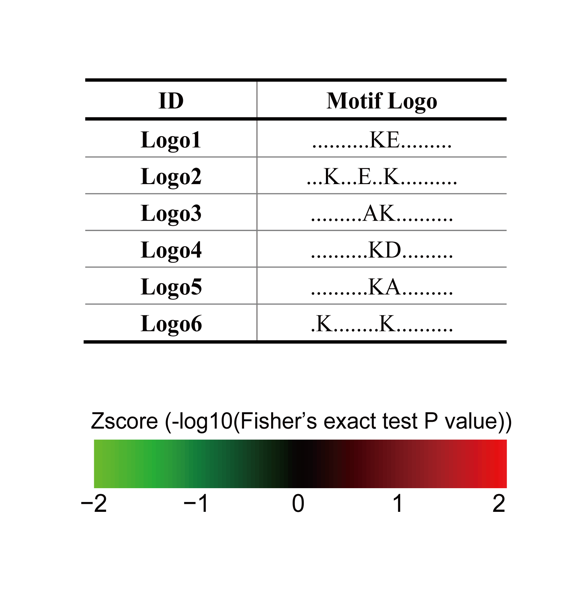 ID Motif Logo
Logo1 ..........KE.........
Logo2 ...K...E..K..........
Logo3 .........AK..........
Logo4 ..........KD.........
Logo5 ..........KA.........
Logo6 .K........K..........
Zscore (-log10(Fisher’s exact test P value))
−2 −1 0 1 2